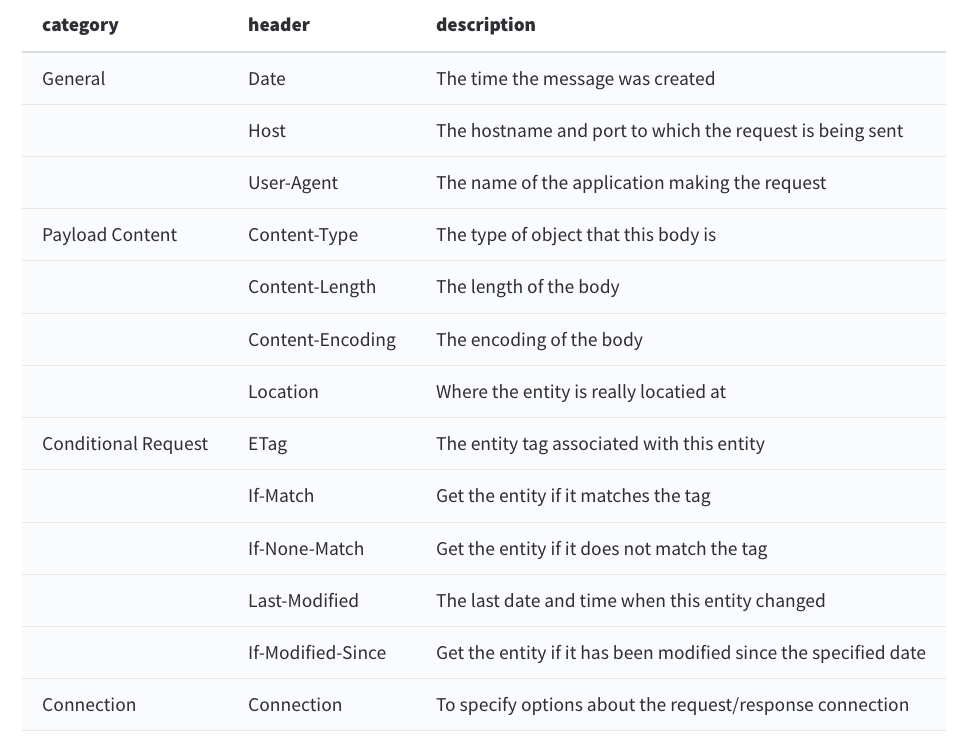 category header description
General Date The time the message was created
Host The hostname and port to which the request is being sent
User-Agent The name of the application making the request
Payload Content Content-Type The type of object that this body is
Content-Length The length of the body
Content-Encoding The encoding of the body
Location Where the entity is really locatied at
Conditional Request ETag The entity tag associated with this entity
If-Match Get the entity if it matches the tag
If-None-Match Get the entity if it does not match the tag
Last-Modified The last date and time when this entity changed
If-Modified-Since Get the entity if it has been modified since the specified date
Connection Connection To specify options about the request/response connection